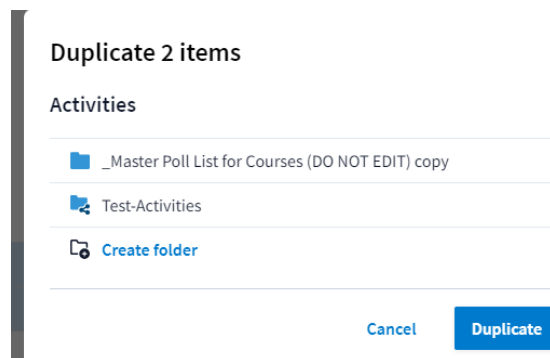 Duplicate 2 items
Activities
_Master Poll List for Courses (DO NOT EDIT) copy
Test-Activities
Create folder
Cancel
Duplicate